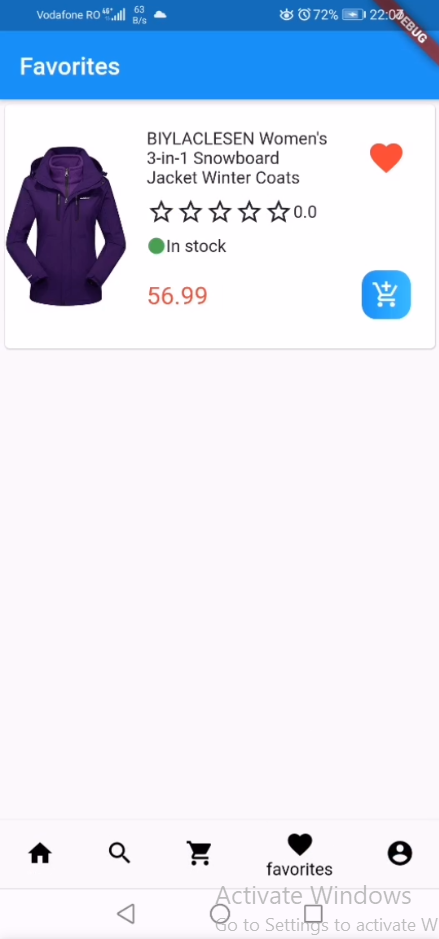 Vodafone RO 4G+ 63 B/s 72% 22:07
DEBUG
Favorites
BIYLACLESEN Women's
3-in-1 Snowboard
Jacket Winter Coats
0.0
In stock
56.99
favorites
Activate Windows
Go to Settings to activate W